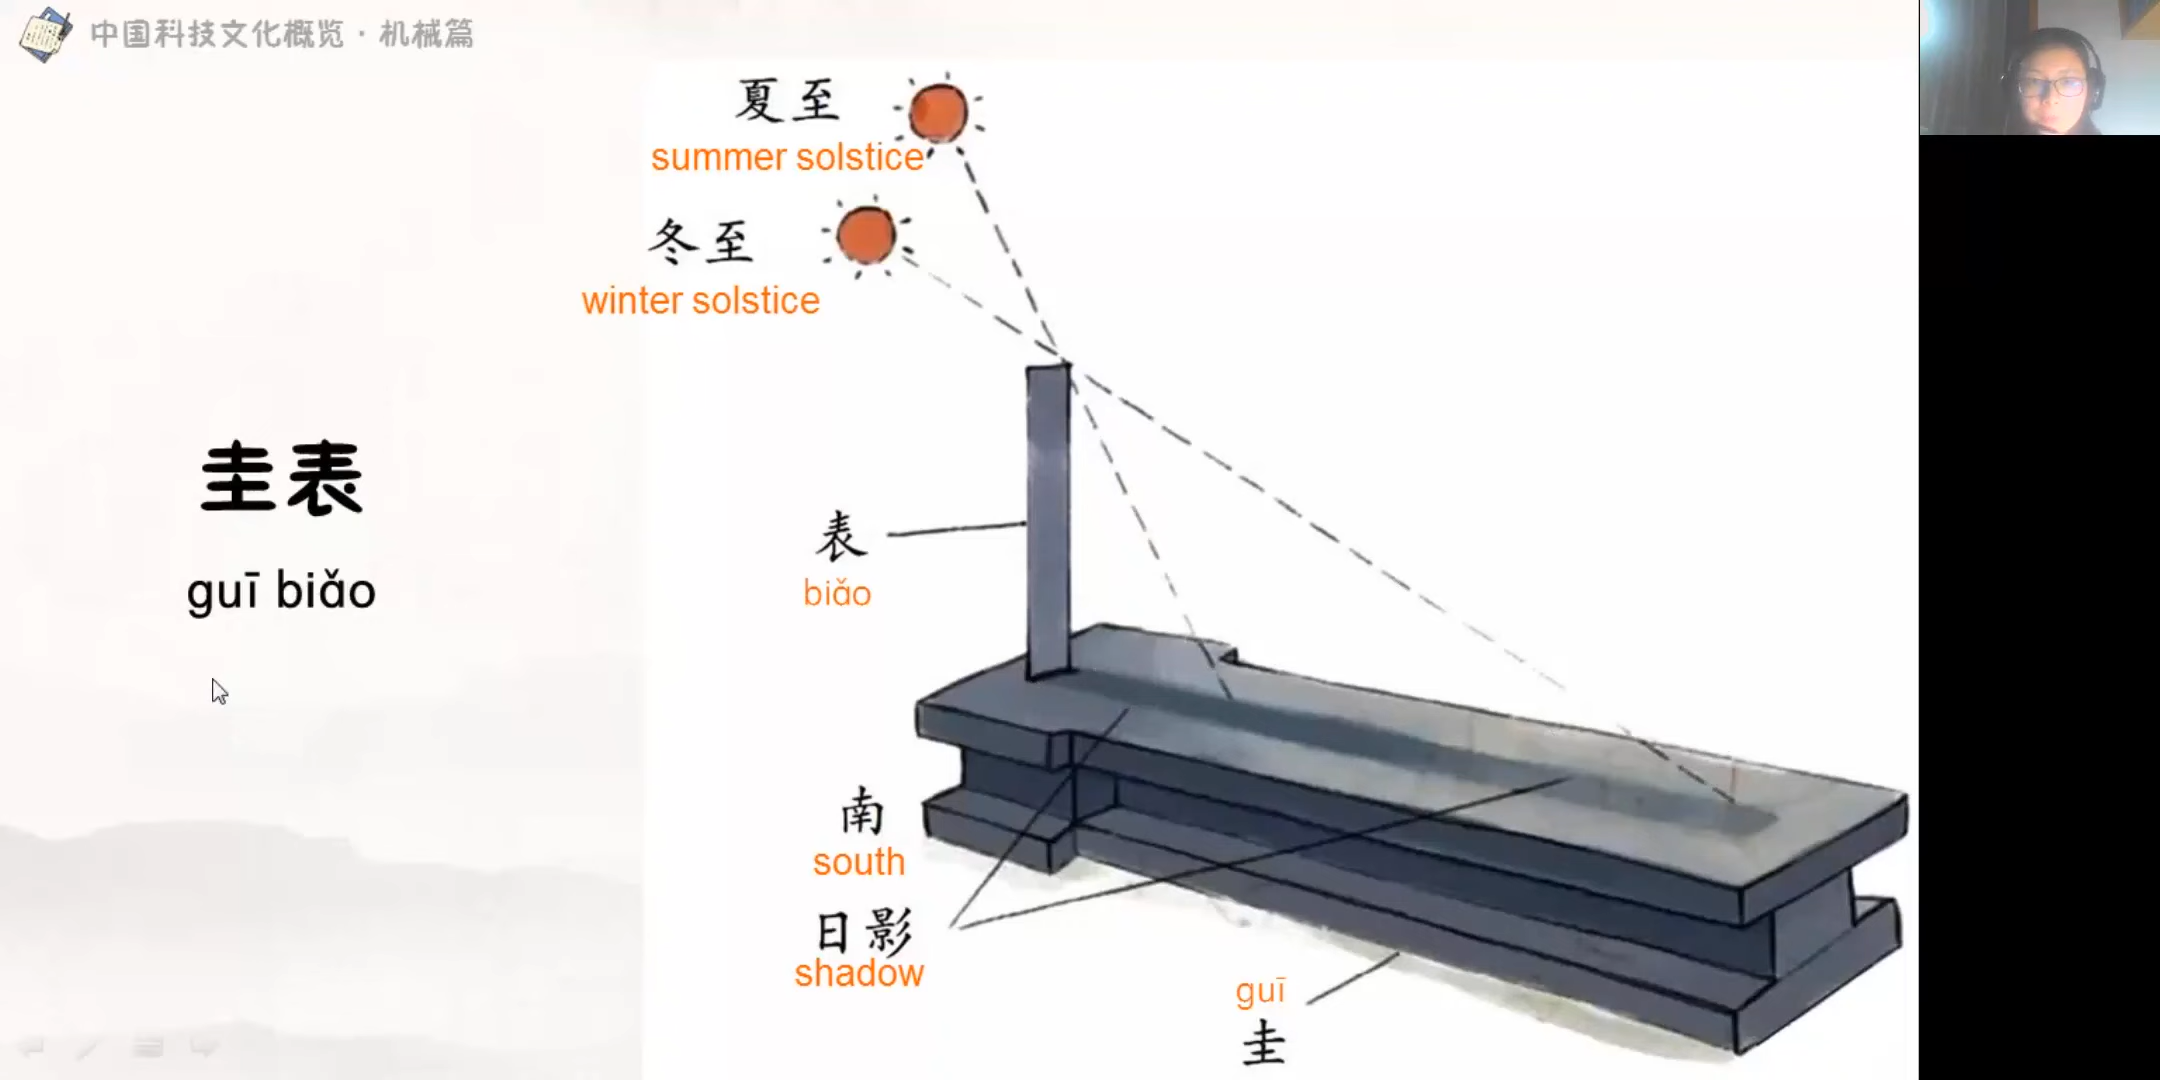 中国科技文化概览·机械篇
夏至
summer solstice
冬至
winter solstice
圭表
guī biǎo
表
biǎo
南
south
日影
shadow
guī
圭